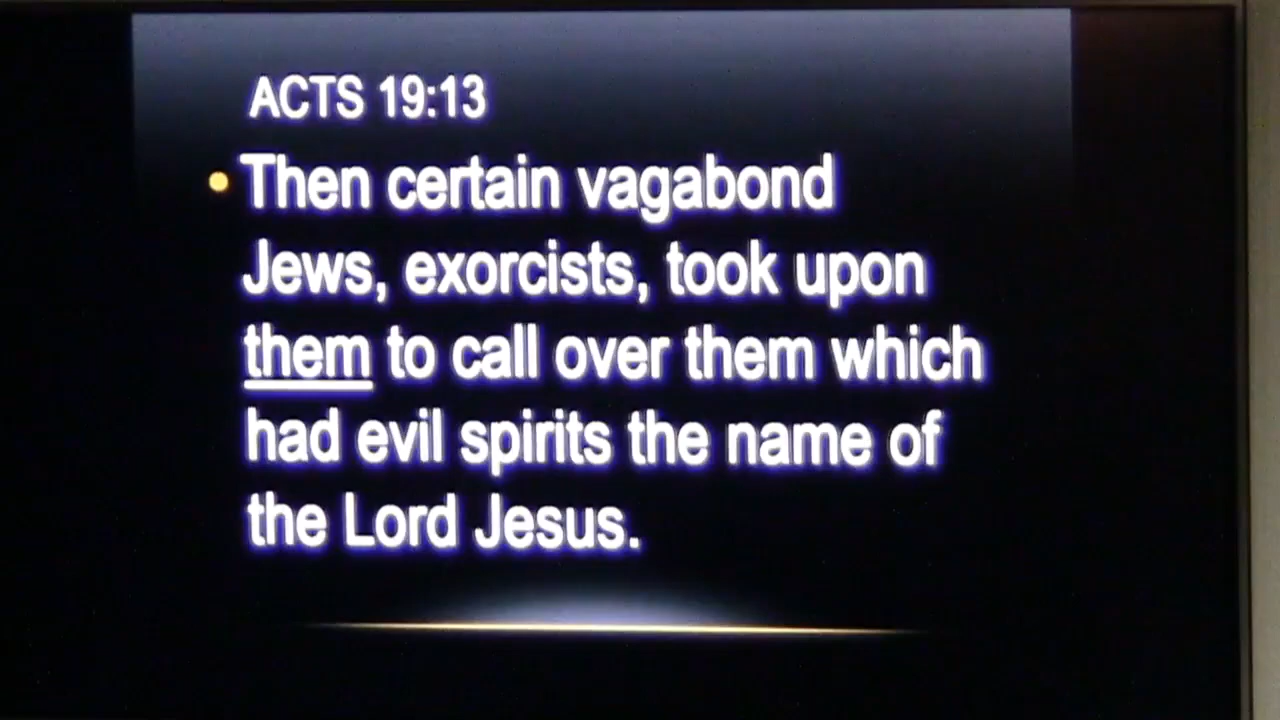 ACTS 19:13
• Then certain vagabond
Jews, exorcists, took upon
them to call over them which
had evil spirits the name of
the Lord Jesus.